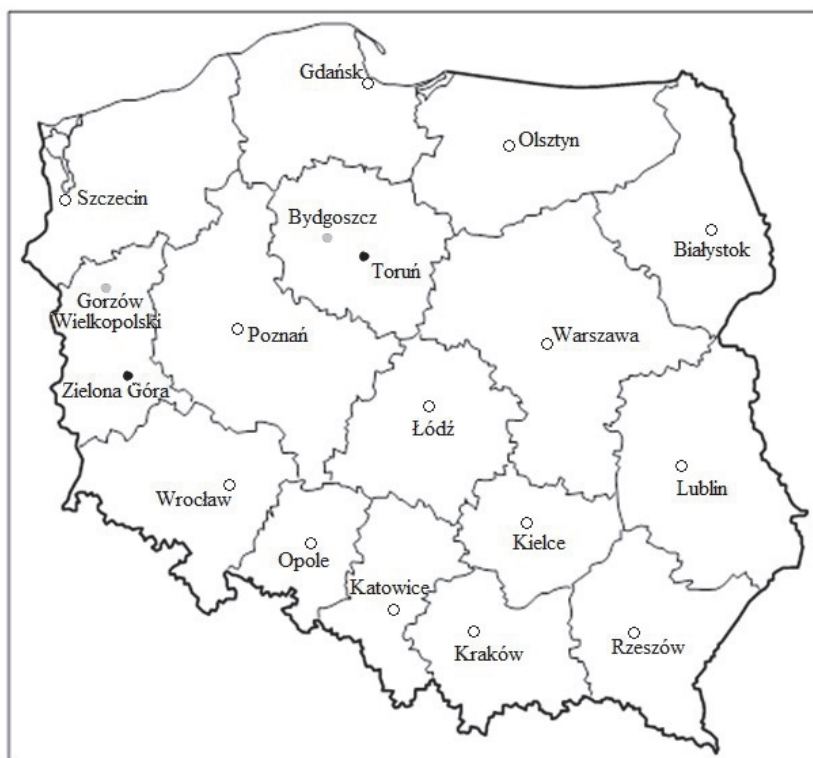 Gdańsk
Olsztyn
Szczecin
Bydgoszcz
Białystok
Toruń
Gorzów
Wielkopolski
Poznań
Warszawa
Zielona Góra
Łódź
Wrocław
Lublin
Kielce
Opole
Katowice
Kraków
Rzeszów